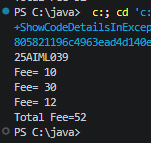 PS C:\java> c:; cd 'c:
+ShowCodeDetailsInExcep
805821196c4963ead4d140e
25AIML039
Fee= 10
Fee= 30
Fee= 12
Total Fee=52
PS C:\java>